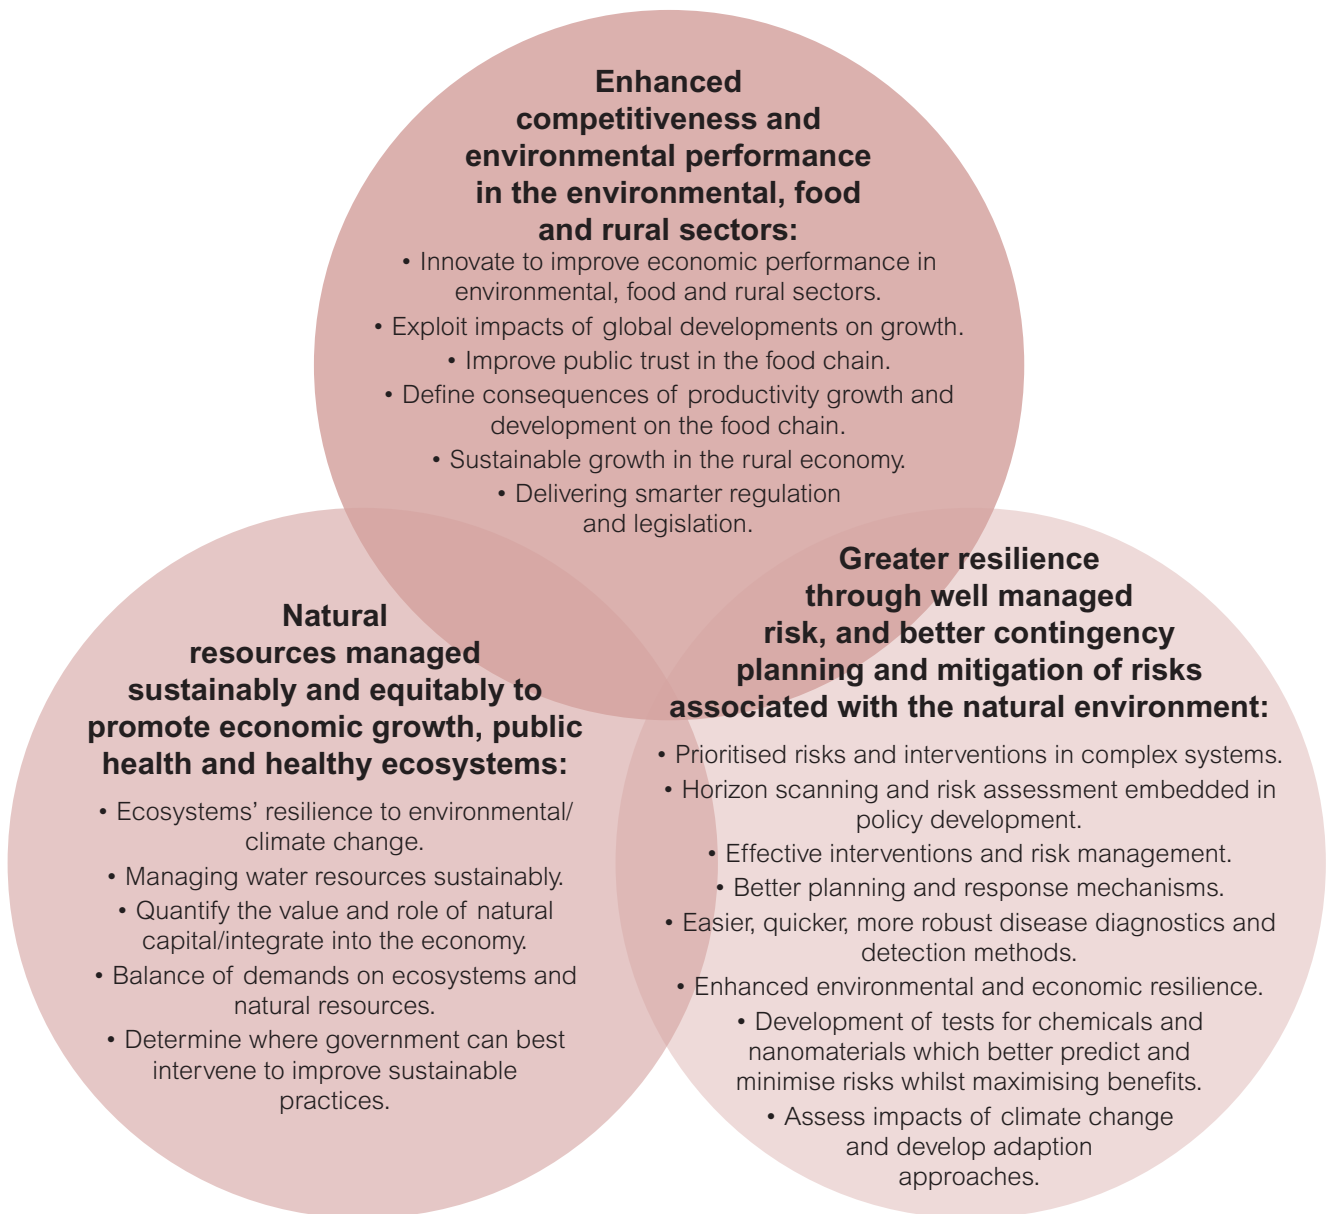 Enhanced
competitiveness and
environmental performance
in the environmental, food
and rural sectors:
• Innovate to improve economic performance in
environmental, food and rural sectors.
• Exploit impacts of global developments on growth.
• Improve public trust in the food chain.
• Define consequences of productivity growth and
development on the food chain.
• Sustainable growth in the rural economy.
• Delivering smarter regulation
and legislation.
Natural
resources managed
sustainably and equitably to
promote economic growth, public
health and healthy ecosystems:
• Ecosystems’ resilience to environmental/
climate change.
• Managing water resources sustainably.
• Quantify the value and role of natural
capital/integrate into the economy.
• Balance of demands on ecosystems and
natural resources.
• Determine where government can best
intervene to improve sustainable
practices.
Greater resilience
through well managed
risk, and better contingency
planning and mitigation of risks
associated with the natural environment:
• Prioritised risks and interventions in complex systems.
• Horizon scanning and risk assessment embedded in
policy development.
• Effective interventions and risk management.
• Better planning and response mechanisms.
• Easier, quicker, more robust disease diagnostics and
detection methods.
• Enhanced environmental and economic resilience.
• Development of tests for chemicals and
nanomaterials which better predict and
minimise risks whilst maximising benefits.
• Assess impacts of climate change
and develop adaption
approaches.